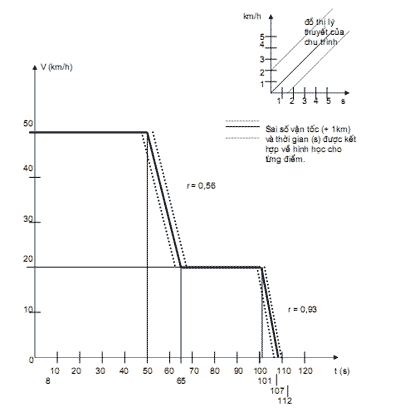 km/h
đồ thị lý
thuyết của
chu trình
5
4
3
2
1
1 2 3 4 5 s
V (km/h)
Sai số vận tốc (+ 1km)
và thời gian (s) được kết
hợp về hình học cho
từng điểm.
50
40
30
20
10
0
r = 0,56
r = 0,93
10 20 30 40 50 60 70 80 90 100 110 120 t (s)
8 65 101
107
112